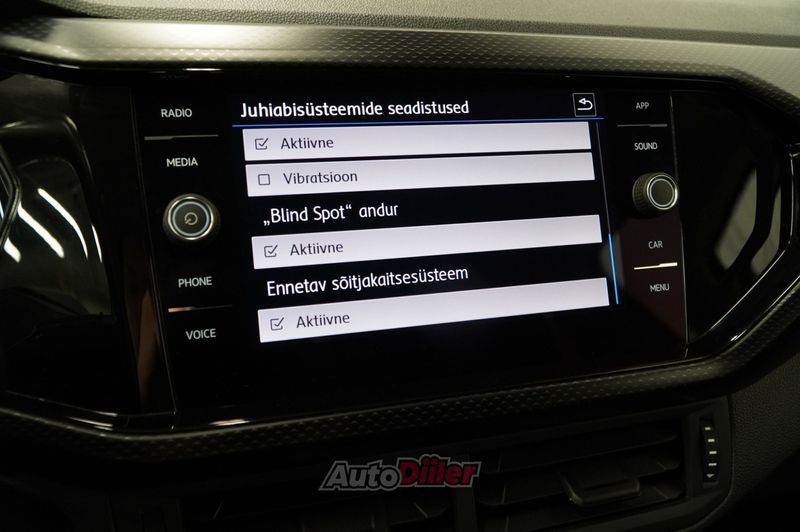 RADIO
MEDIA
PHONE
VOICE
Juhiabisüsteemide seadistused
Aktiivne
Vibratsioon
„Blind Spot“ andur
Aktiivne
Ennetav sõitjakaitsesüsteem
Aktiivne
APP
SOUND
CAR
MENU
AutoDiiler